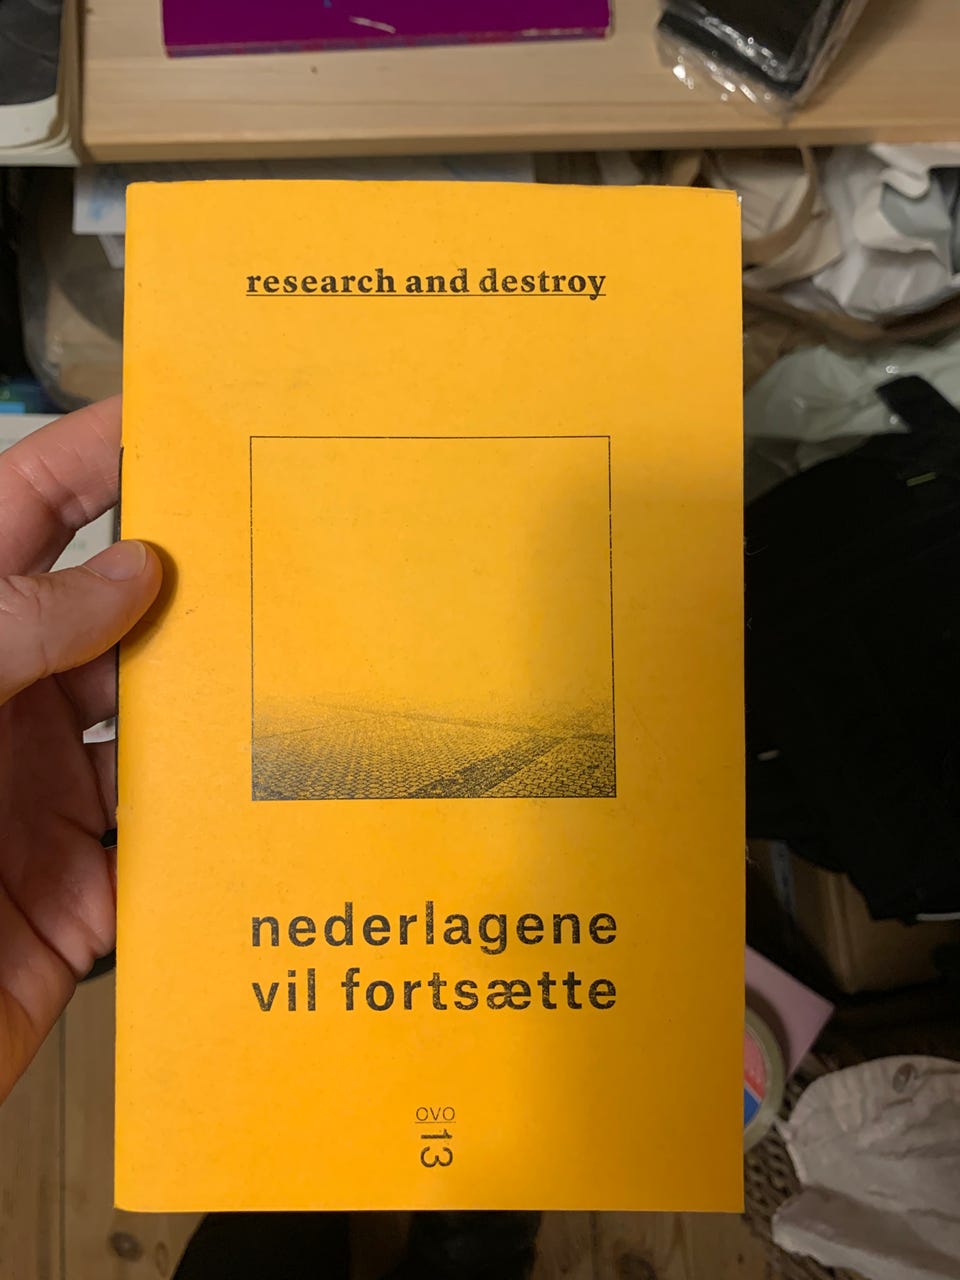 research and destroy
nederlagene
vil fortsætte
ovo
13